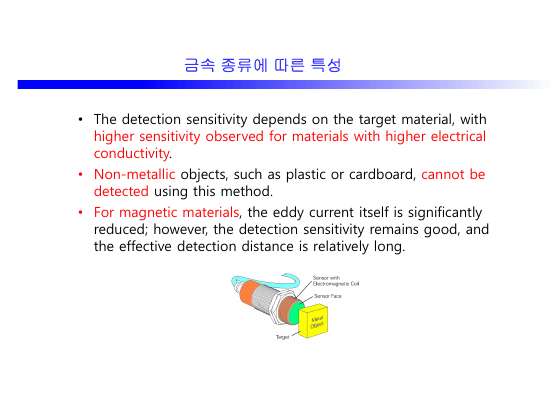 금속 종류에 따른 특성
• The detection sensitivity depends on the target material, with
higher sensitivity observed for materials with higher electrical
conductivity.
• Non-metallic objects, such as plastic or cardboard, cannot be
detected using this method.
• For magnetic materials, the eddy current itself is significantly
reduced; however, the detection sensitivity remains good, and
the effective detection distance is relatively long.
Sensor with
Electromagnetic Coil
Sensor Face
Metal
Object
Target